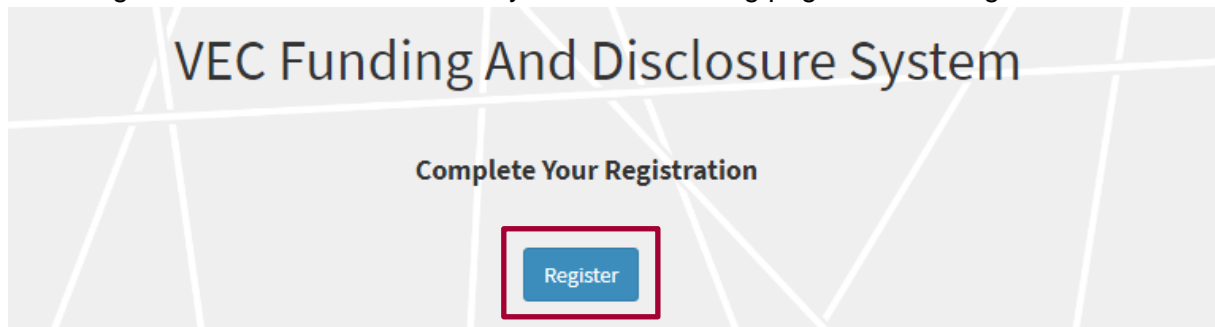 VEC Funding And Disclosure System
Complete Your Registration
Register